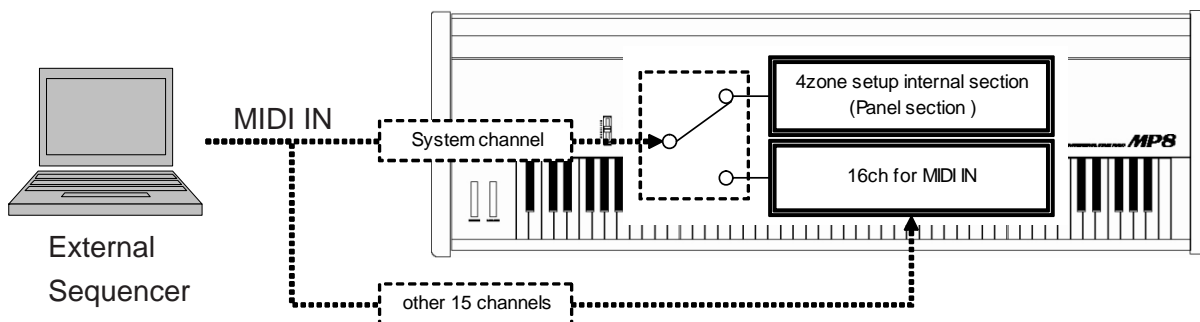 MIDI IN
System channel
4zone setup internal section
(Panel section )
MP8
16ch for MIDI IN
External
Sequencer
other 15 channels